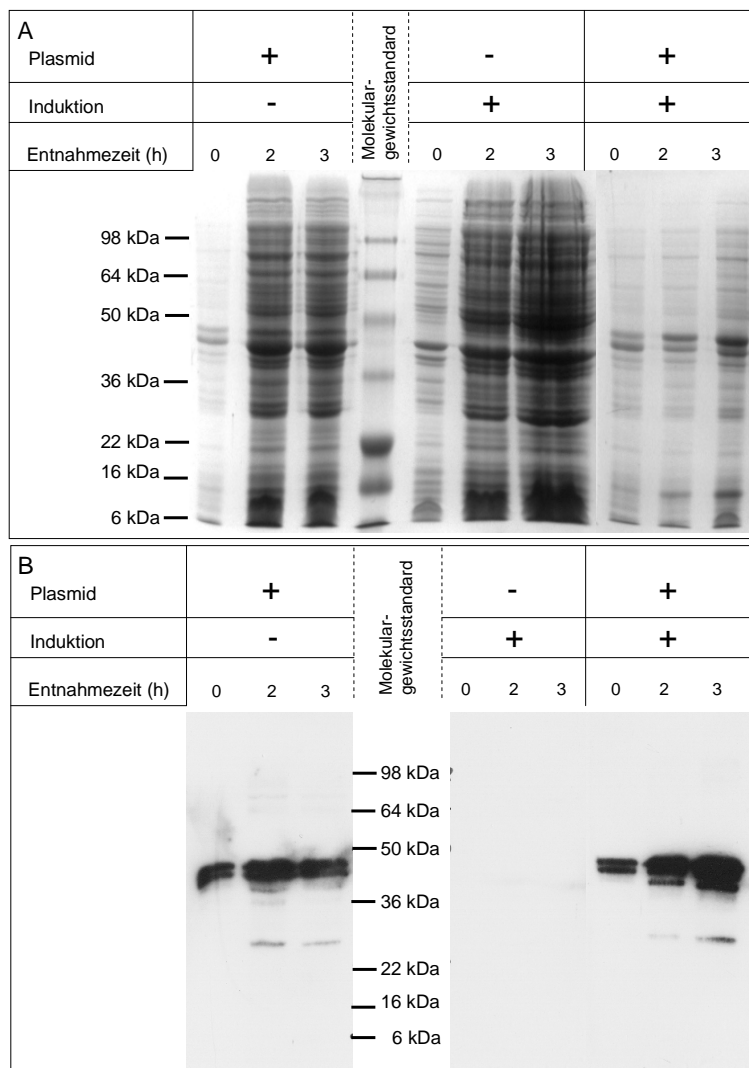 A
Plasmid + - +
Induktion - + +
Entnahmezeit (h) 0 2 3 0 2 3 0 2 3
Molekular-
gewichtsstandard
98 kDa
64 kDa
50 kDa
36 kDa
22 kDa
16 kDa
6 kDa
B
Plasmid + - +
Induktion - + +
Entnahmezeit (h) 0 2 3 0 2 3 0 2 3
Molekular-
gewichtsstandard
98 kDa
64 kDa
50 kDa
36 kDa
22 kDa
16 kDa
6 kDa